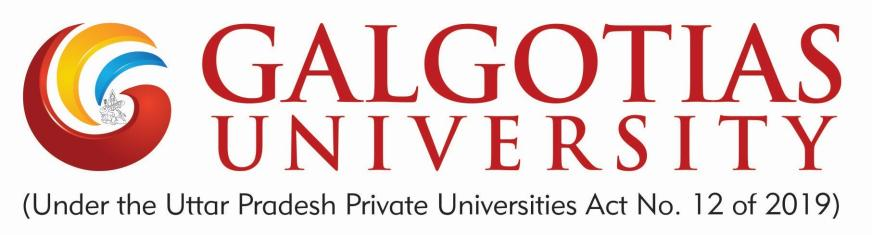 GALGOTIAS
UNIVERSITY
(Under the Uttar Pradesh Private Universities Act No. 12 of 2019)